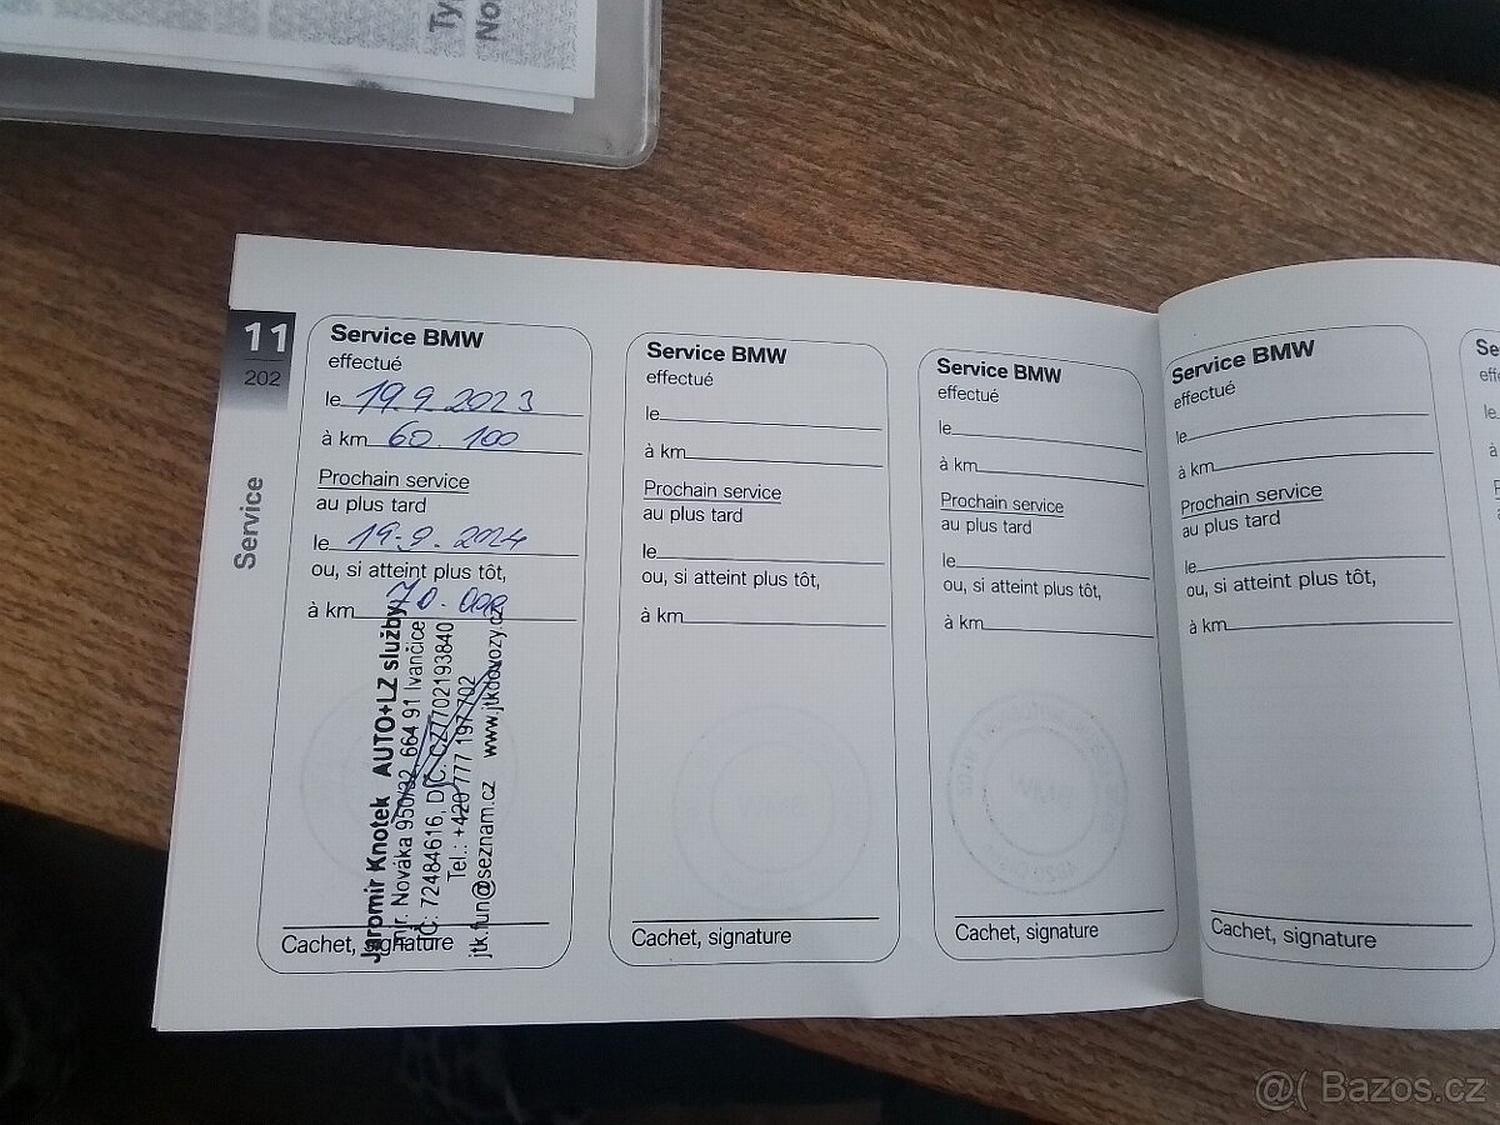 Ty
No
11
202
Service
Service BMW
effectué
le 19.9.2023
à km 60.100
Prochain service
au plus tard
le 19.9.2024
ou, si atteint plus tôt,
à km 70.000
Jaromír Knotek AUTO+LZ služby
Nováka 950/32, 664 91 Ivančice
IČ: 72484616, DIČ: CZ7702193840
Tel.: +420 777 197 702
jtk.fun@seznam.cz www.jtkdovozy.cz
Cachet, signature
Service BMW
effectué
le
à km
Prochain service
au plus tard
le
ou, si atteint plus tôt,
à km
Cachet, signature
Service BMW
effectué
le
à km
Prochain service
au plus tard
le
ou, si atteint plus tôt,
à km
Cachet, signature
Service BMW
effectué
le
à km
Prochain service
au plus tard
le
ou, si atteint plus tôt,
à km
Cachet, signature
Se
effe
le
à
@( Bazos.cz